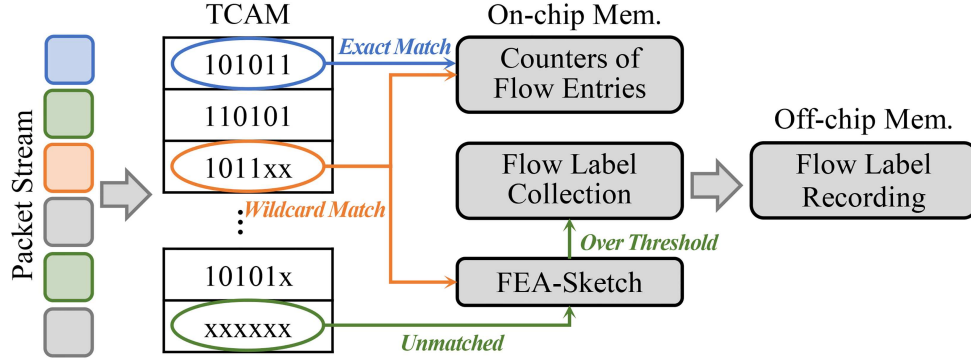 TCAM
On-chip Mem.
Packet Stream
101011
110101
1011xx
10101x
xxxxxx
Exact Match
Wildcard Match
Unmatched
Counters of
Flow Entries
Flow Label
Collection
Over Threshold
FEA-Sketch
Off-chip Mem.
Flow Label
Recording